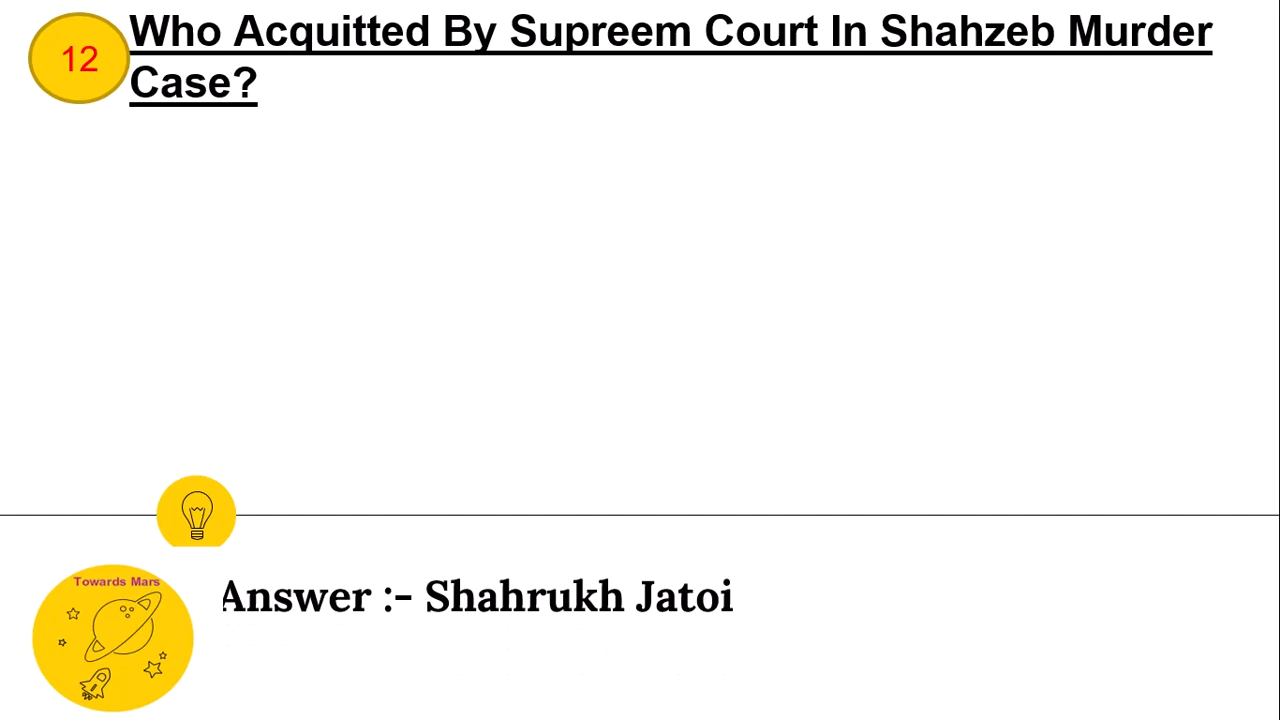 12
Who Acquitted By Supreem Court In Shahzeb Murder
Case?
Towards Mars
Answer :- Shahrukh Jatoi